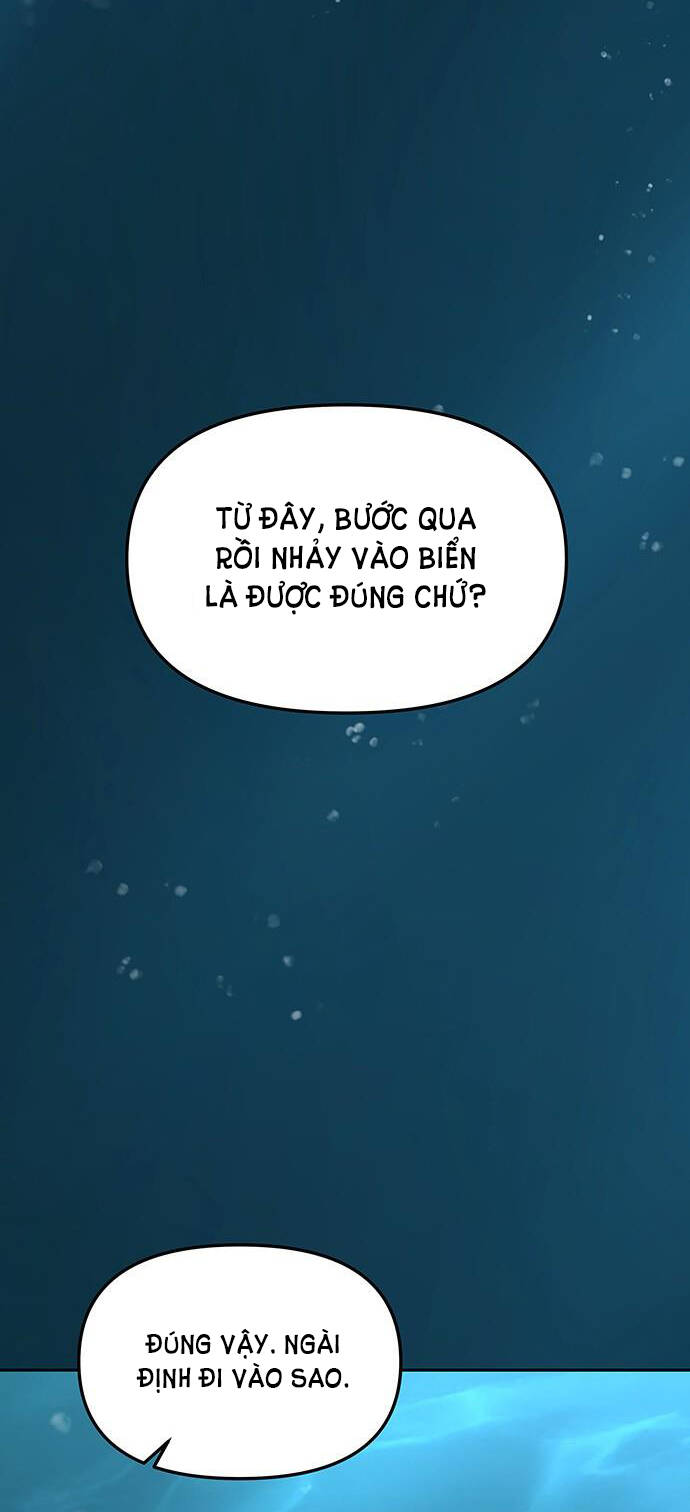 TỪ ĐÂY, BƯỚC QUA
RỒI NHẢY VÀO BIỂN
LÀ ĐƯỢC ĐÚNG CHỨ?
ĐÚNG VẬY. NGÀI
ĐỊNH ĐI VÀO SAO.